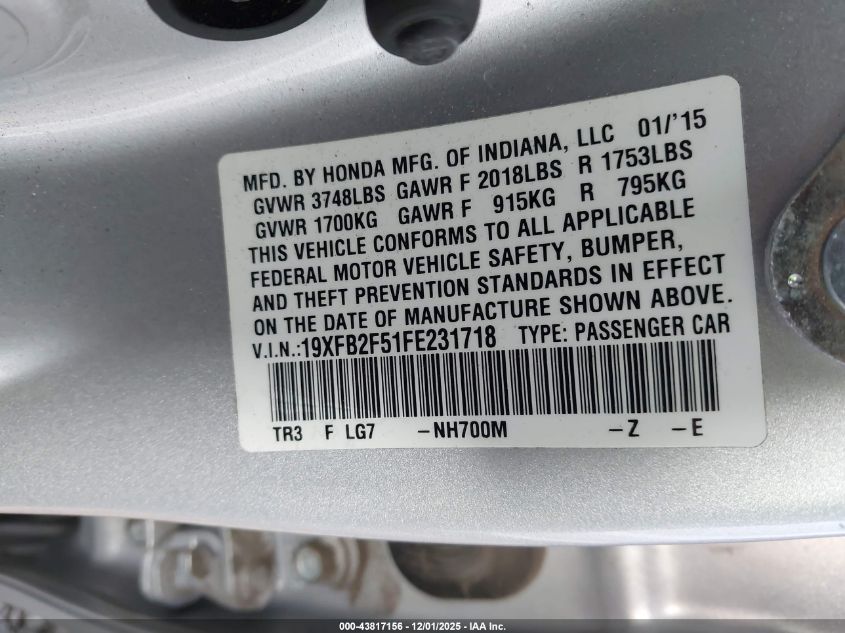 MFD. BY HONDA MFG. OF INDIANA, LLC 01/'15
GVWR 3748LBS GAWR F 2018LBS R 1753LBS
GVWR 1700KG GAWR F 915KG R 795KG
THIS VEHICLE CONFORMS TO ALL APPLICABLE
FEDERAL MOTOR VEHICLE SAFETY, BUMPER,
AND THEFT PREVENTION STANDARDS IN EFFECT
ON THE DATE OF MANUFACTURE SHOWN ABOVE.
V.I.N.:19XFB2F51FE231718 TYPE: PASSENGER CAR
TR3 F LG7 -NH700M -Z -E
000-43817156 • 12/01/2025 • IAA Inc.